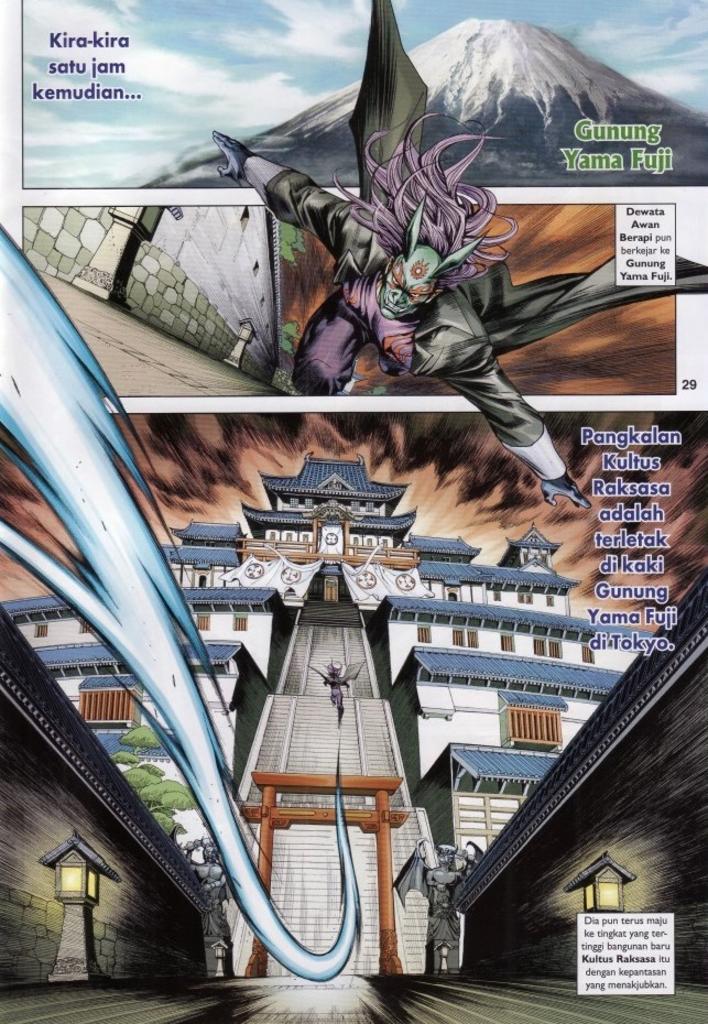 Kira-kira
satu jam
kemudian...
Gunung
Yama Fuji
Dewata
Awan
Berapi pun
berkejar ke
Gunung
Yama Fuji.
29
Pangkalan
Kultus
Raksasa
adalah
terletak
di kaki
Gunung
Yama Fuji
di Tokyo.
Dia pun terus maju
ke tingkat yang ter-
tinggi bangunan baru
Kultus Raksasa itu
dengan kepantasan
yang menakjubkan.